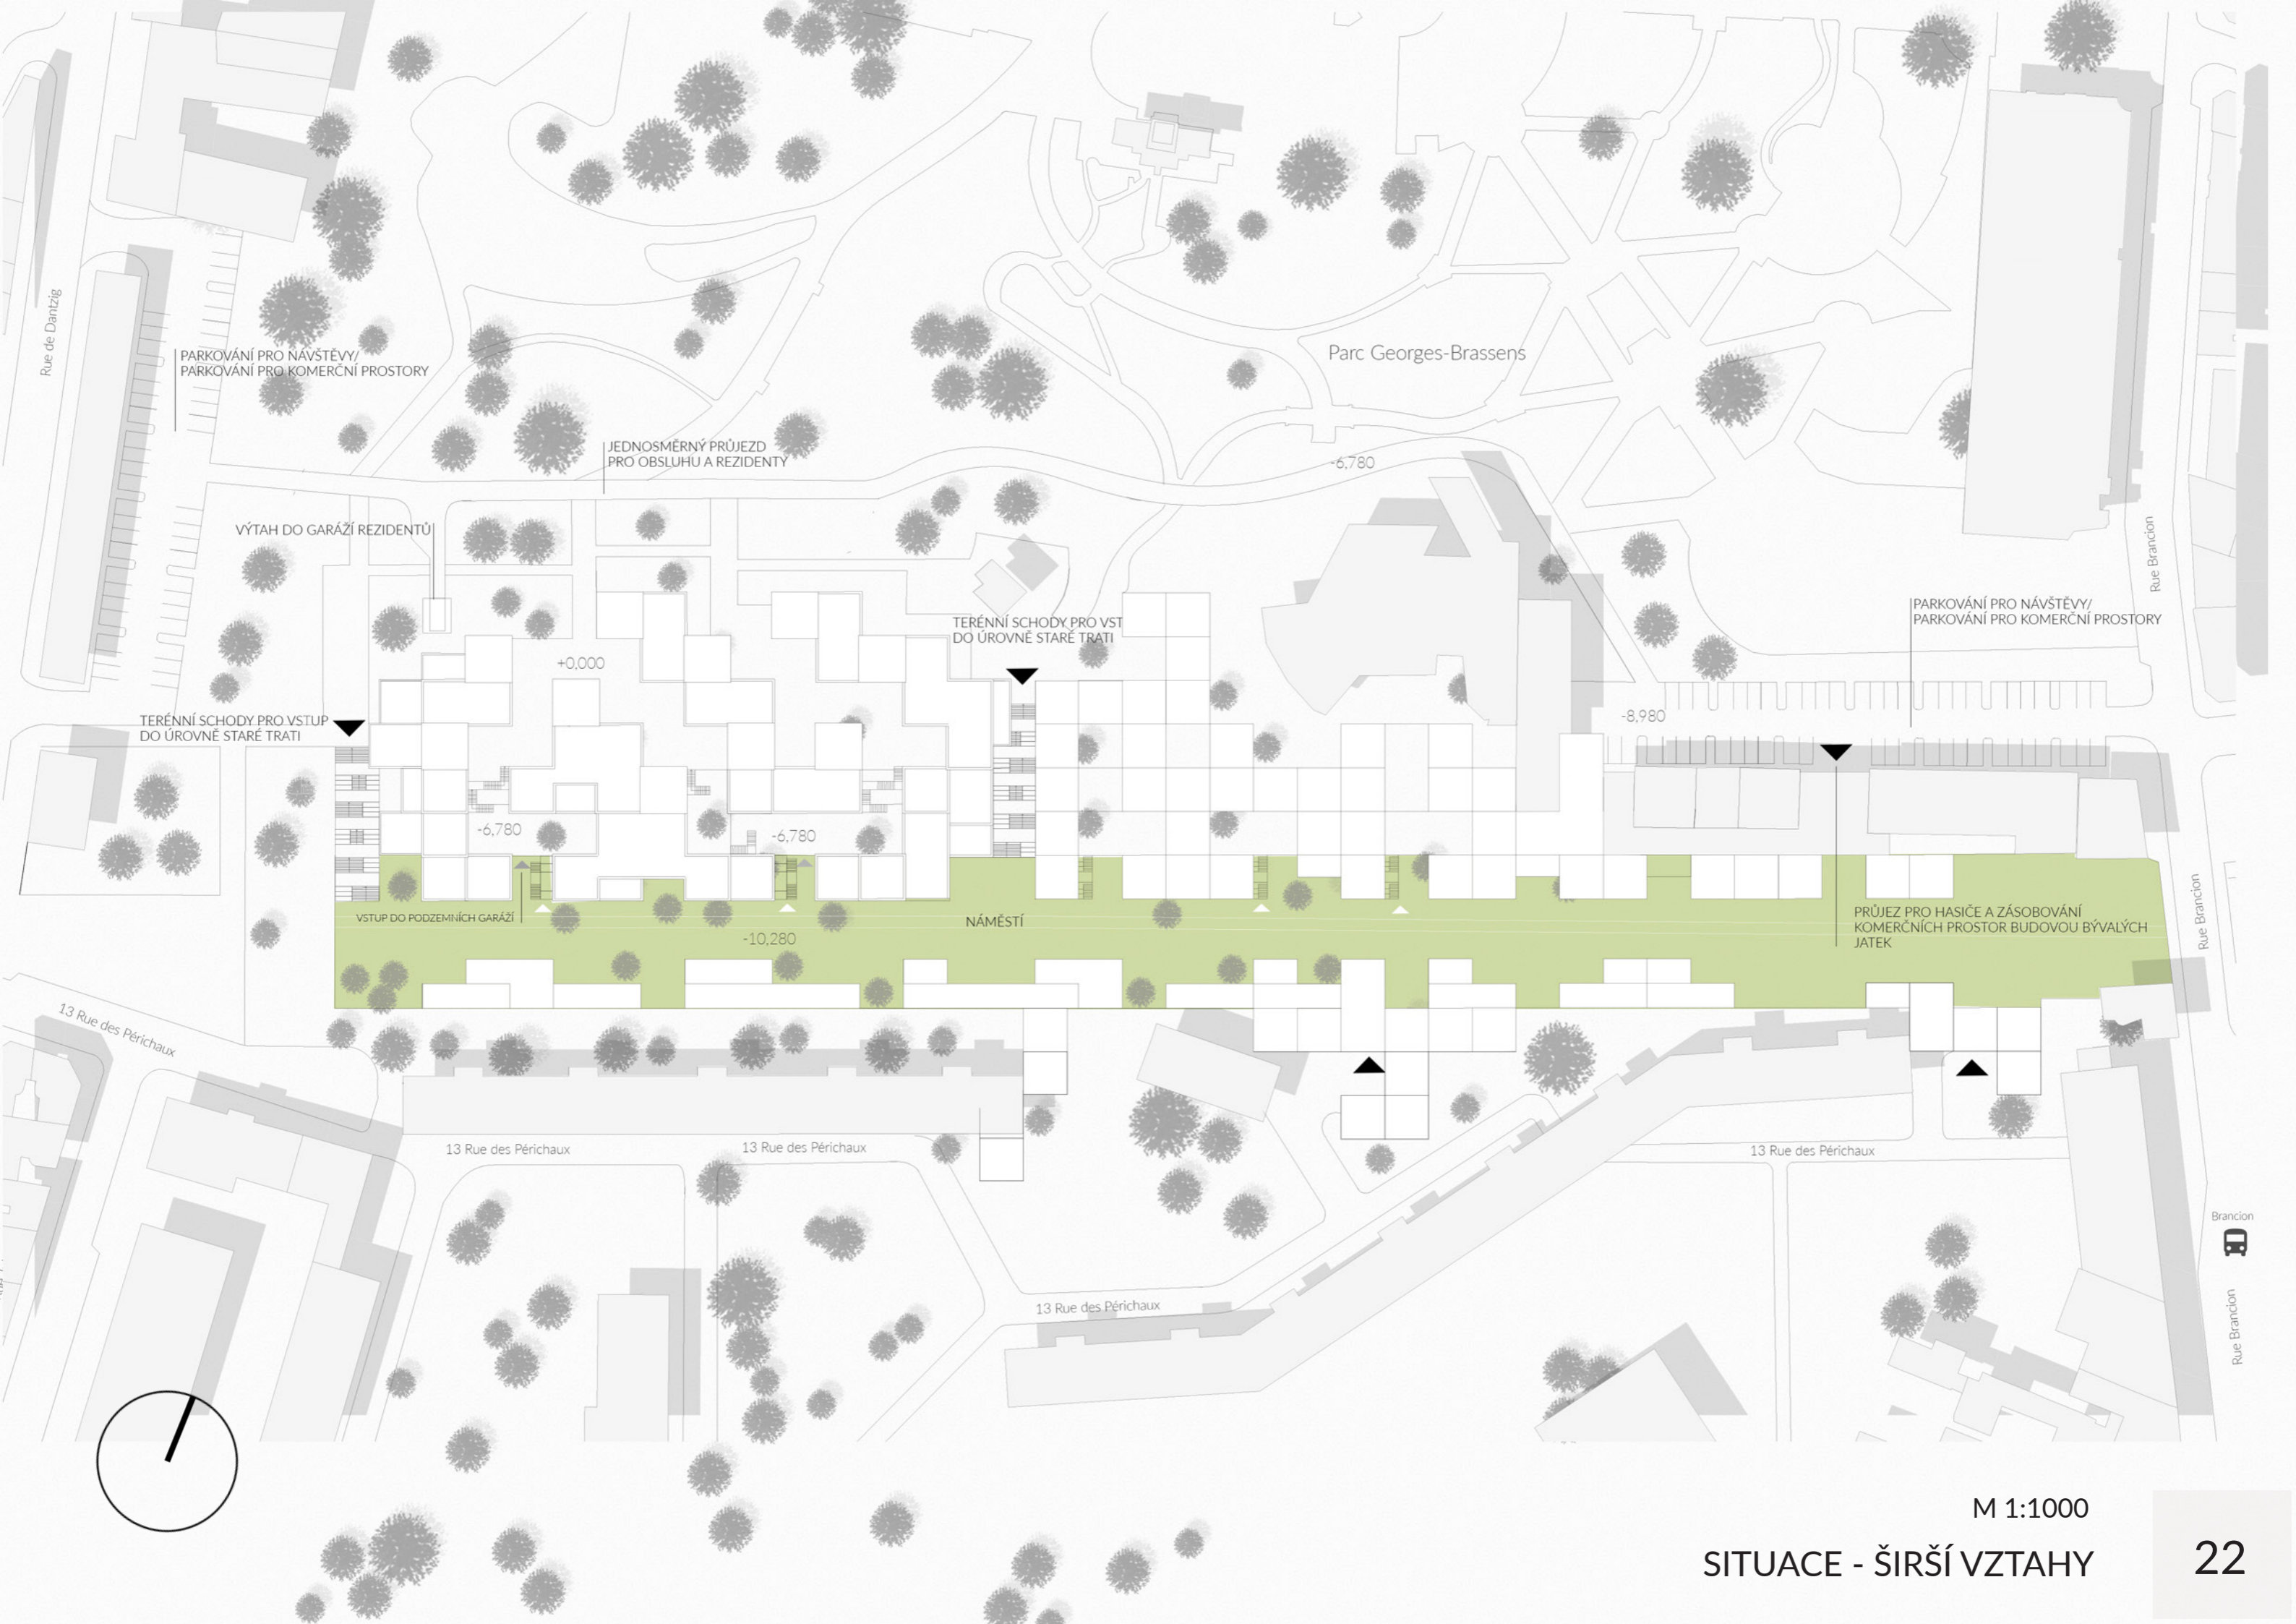 Rue de Dantzig
PARKOVÁNÍ PRO NÁVŠTĚVY/
PARKOVÁNÍ PRO KOMERČNÍ PROSTORY
Parc Georges-Brassens
JEDNOSMĚRNÝ PRŮJEZD
PRO OBSLUHU A REZIDENTY
-6,780
VÝTAH DO GARÁŽÍ REZIDENTŮ
Rue Brancion
TERÉNNÍ SCHODY PRO VST
DO ÚROVNĚ STARÉ TRATI
PARKOVÁNÍ PRO NÁVŠTĚVY/
PARKOVÁNÍ PRO KOMERČNÍ PROSTORY
+0,000
-8,980
TERÉNNÍ SCHODY PRO VSTUP
DO ÚROVNĚ STARÉ TRATI
-6,780
-6,780
VSTUP DO PODZEMNÍCH GARÁŽÍ
NÁMĚSTÍ
-10,280
PRŮJEZ PRO HASIČE A ZÁSOBOVÁNÍ
KOMERČNÍCH PROSTOR BUDOVOU BÝVALÝCH
JATEK
Rue Brancion
13 Rue des Périchaux
13 Rue des Périchaux
13 Rue des Périchaux
13 Rue des Périchaux
13 Rue des Périchaux
Brancion
Rue Brancion
M 1:1000
SITUACE - ŠIRŠÍ VZTAHY
22